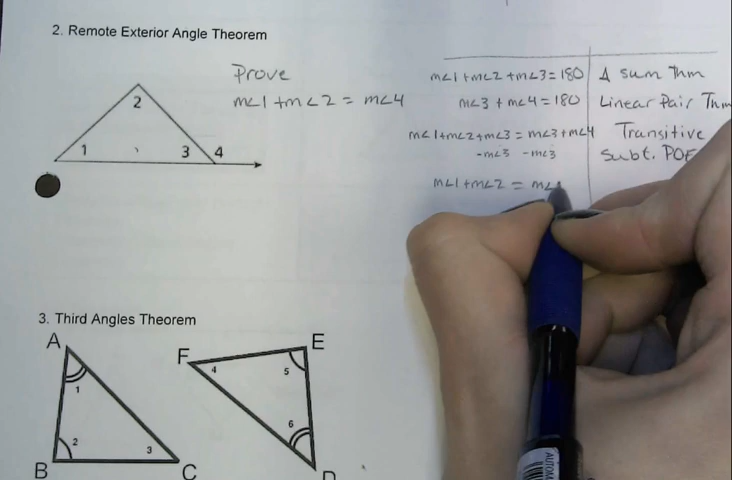 2. Remote Exterior Angle Theorem
Prove
m∠1 + m∠2 = m∠4
2
1
3
4
m∠1 + m∠2 + m∠3 = 180
Δ sum Thm
m∠3 + m∠4 = 180
Linear Pair Thm
m∠1 + m∠2 + m∠3 = m∠3 + m∠4
Transitive
-m∠3 -m∠3
Subt. POE
m∠1 + m∠2 = m∠
3. Third Angles Theorem
A
1
2
3
B
C
F
E
4
5
6
D
AUTOM